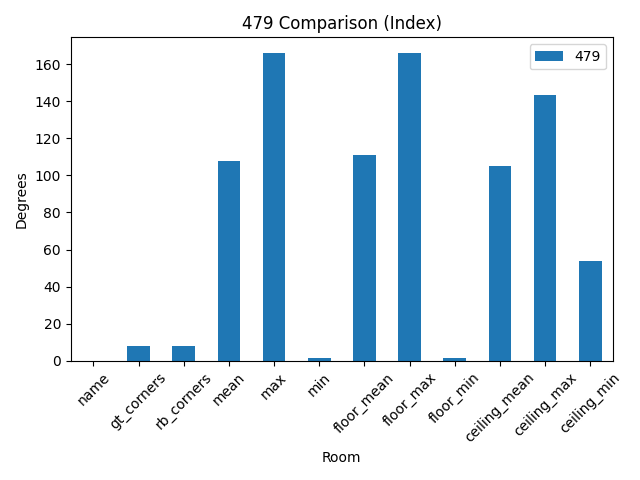 479 Comparison (Index)
479
Degrees
160
140
120
100
80
60
40
20
0
name
gt_corners
rb_corners
mean
max
min
floor_mean
floor_max
floor_min
ceiling_mean
ceiling_max
ceiling_min
Room